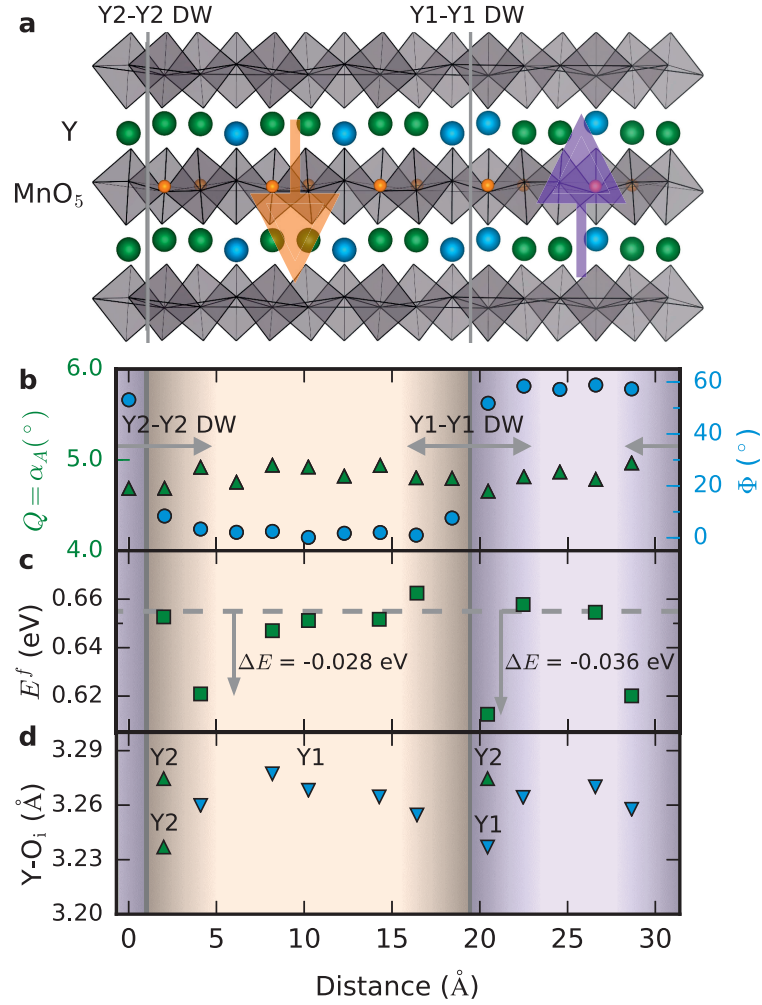 Y2-Y2 DW Y1-Y1 DW
a
Y
MnO5
b
6.0 60
Y2-Y2 DW Y1-Y1 DW
40
Q = α_A(°) 5.0 Φ (°)
20
4.0 0
c
0.66
E^f (eV) 0.64
ΔE = -0.028 eV ΔE = -0.036 eV
0.62
d
3.29
Y2 Y1 Y2
Y-O_i (Å) 3.26
Y2 Y1
3.23
3.20
0 5 10 15 20 25 30
Distance (Å)